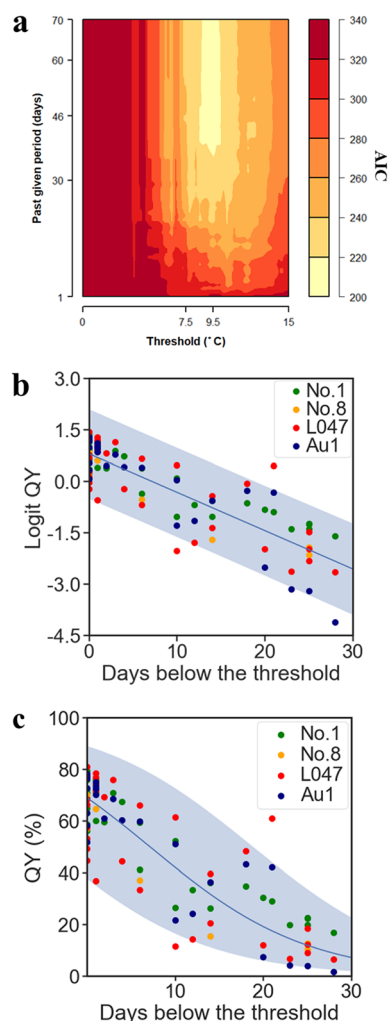 a
70
60
46
30
1
Past given period (days)
0
7.5
9.5
15
Threshold (˚C)
340
320
300
280
260
240
220
200
AIC
b
3.0
1.5
0.0
-1.5
-3.0
-4.5
Logit QY
No.1
No.8
L047
Au1
0
10
20
30
Days below the threshold
c
100
80
60
40
20
0
QY (%)
No.1
No.8
L047
Au1
0
10
20
30
Days below the threshold